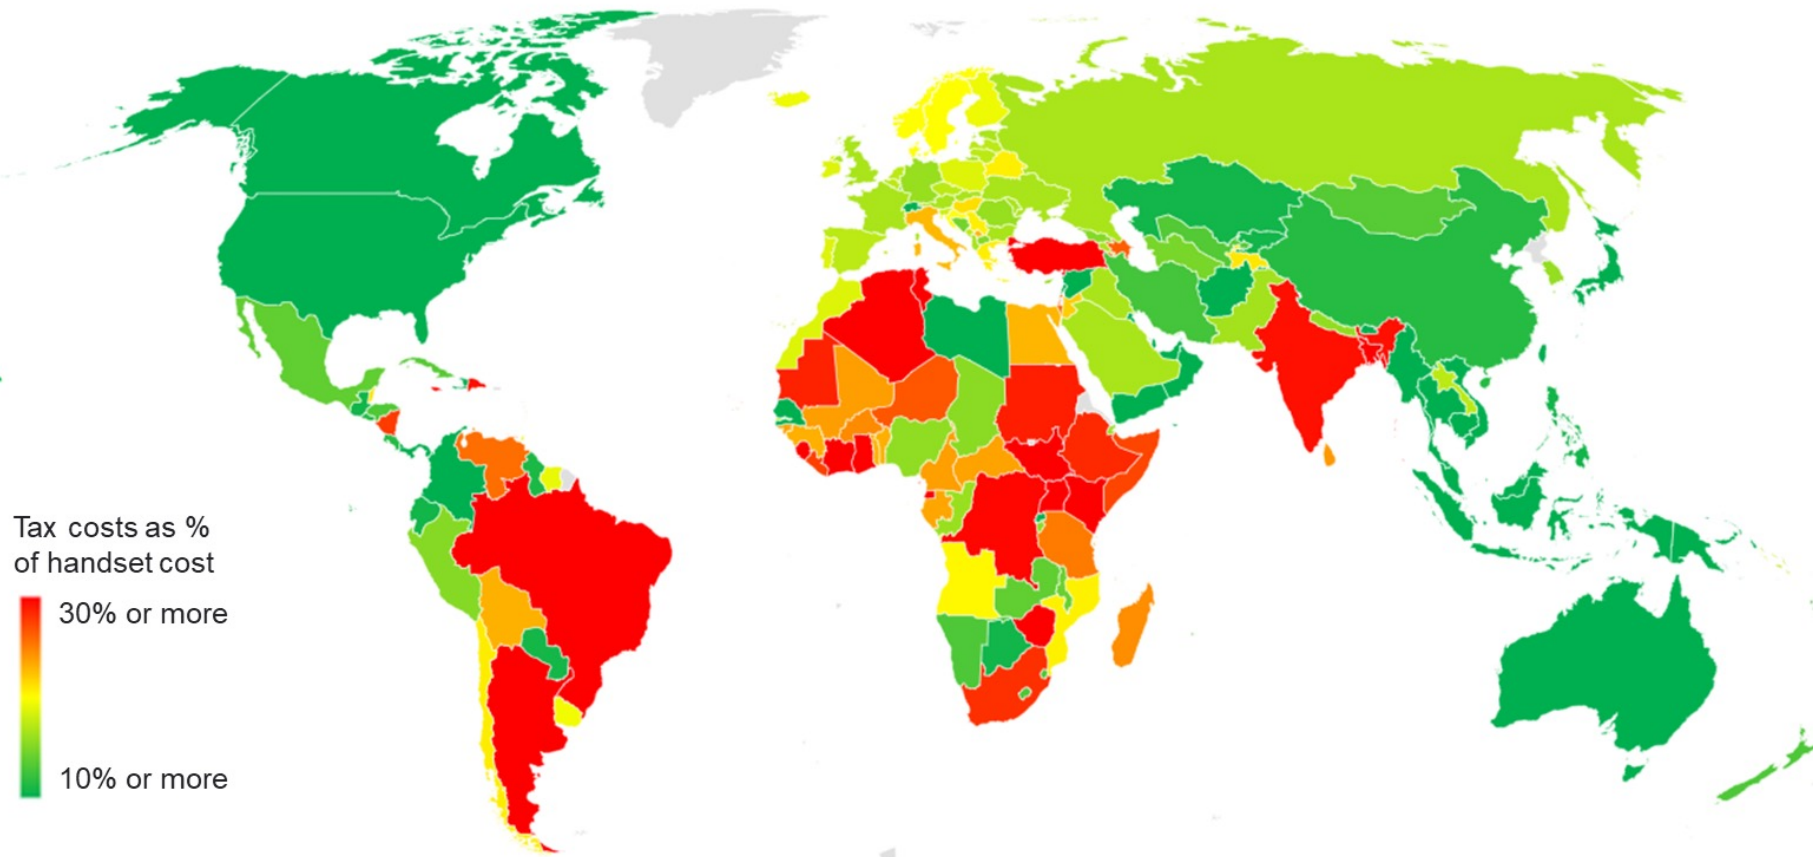 Tax costs as %
of handset cost
30% or more
10% or more